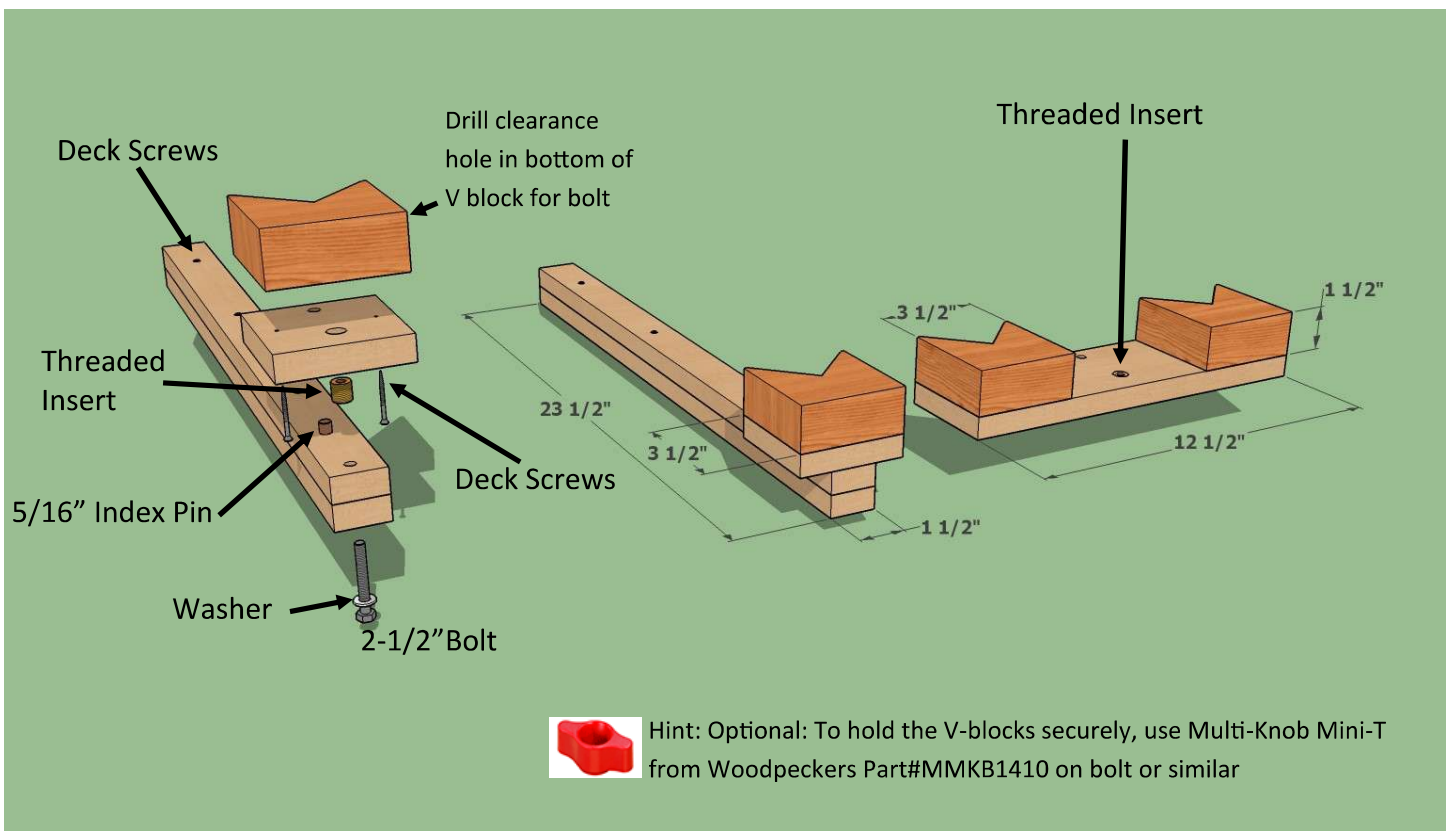 Deck Screws
Drill clearance
hole in bottom of
V block for bolt
Threaded
Insert
5/16” Index Pin
Deck Screws
Washer
2-1/2”Bolt
23 1/2"
3 1/2"
1 1/2"
Threaded Insert
3 1/2"
1 1/2"
12 1/2"
Hint: Optional: To hold the V-blocks securely, use Multi-Knob Mini-T
from Woodpeckers Part#MMKB1410 on bolt or similar